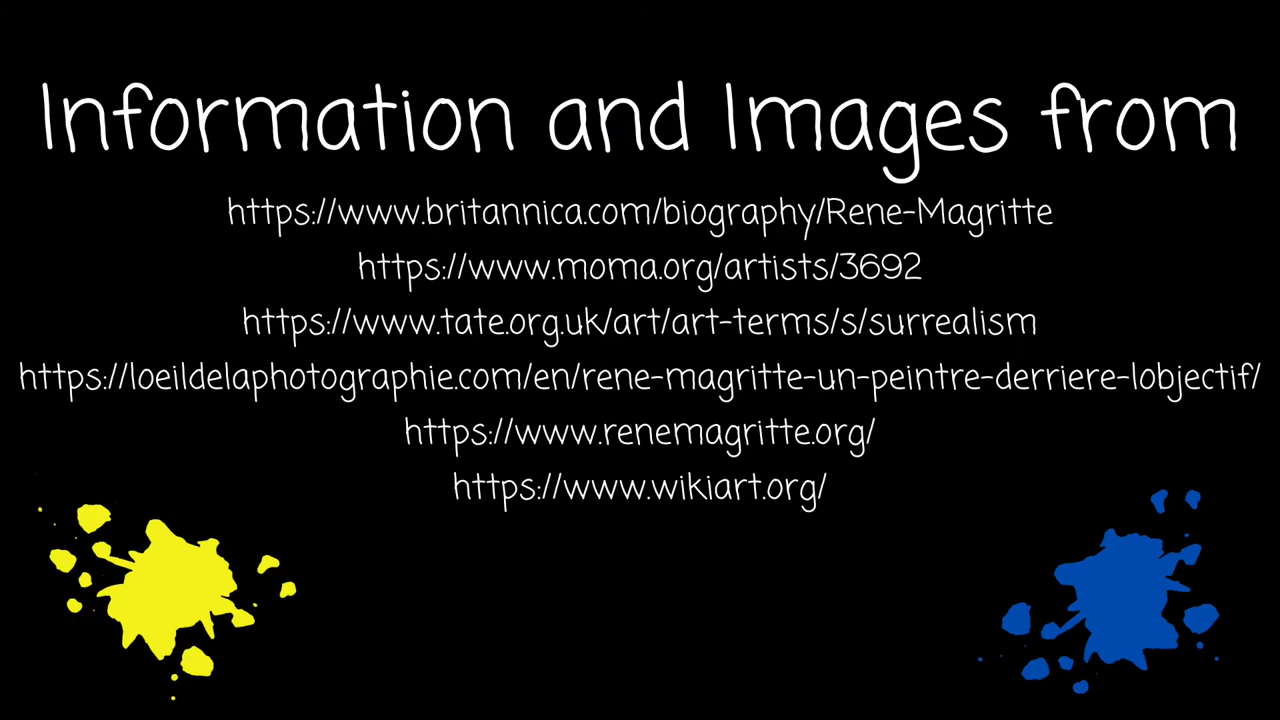 Information and Images from
https://www.britannica.com/biography/Rene-Magritte
https://www.moma.org/artists/3692
https://www.tate.org.uk/art/art-terms/s/surrealism
https://loeildelaphotographie.com/en/rene-magritte-un-peintre-derriere-lobjectif/
https://www.renemagritte.org/
https://www.wikiart.org/